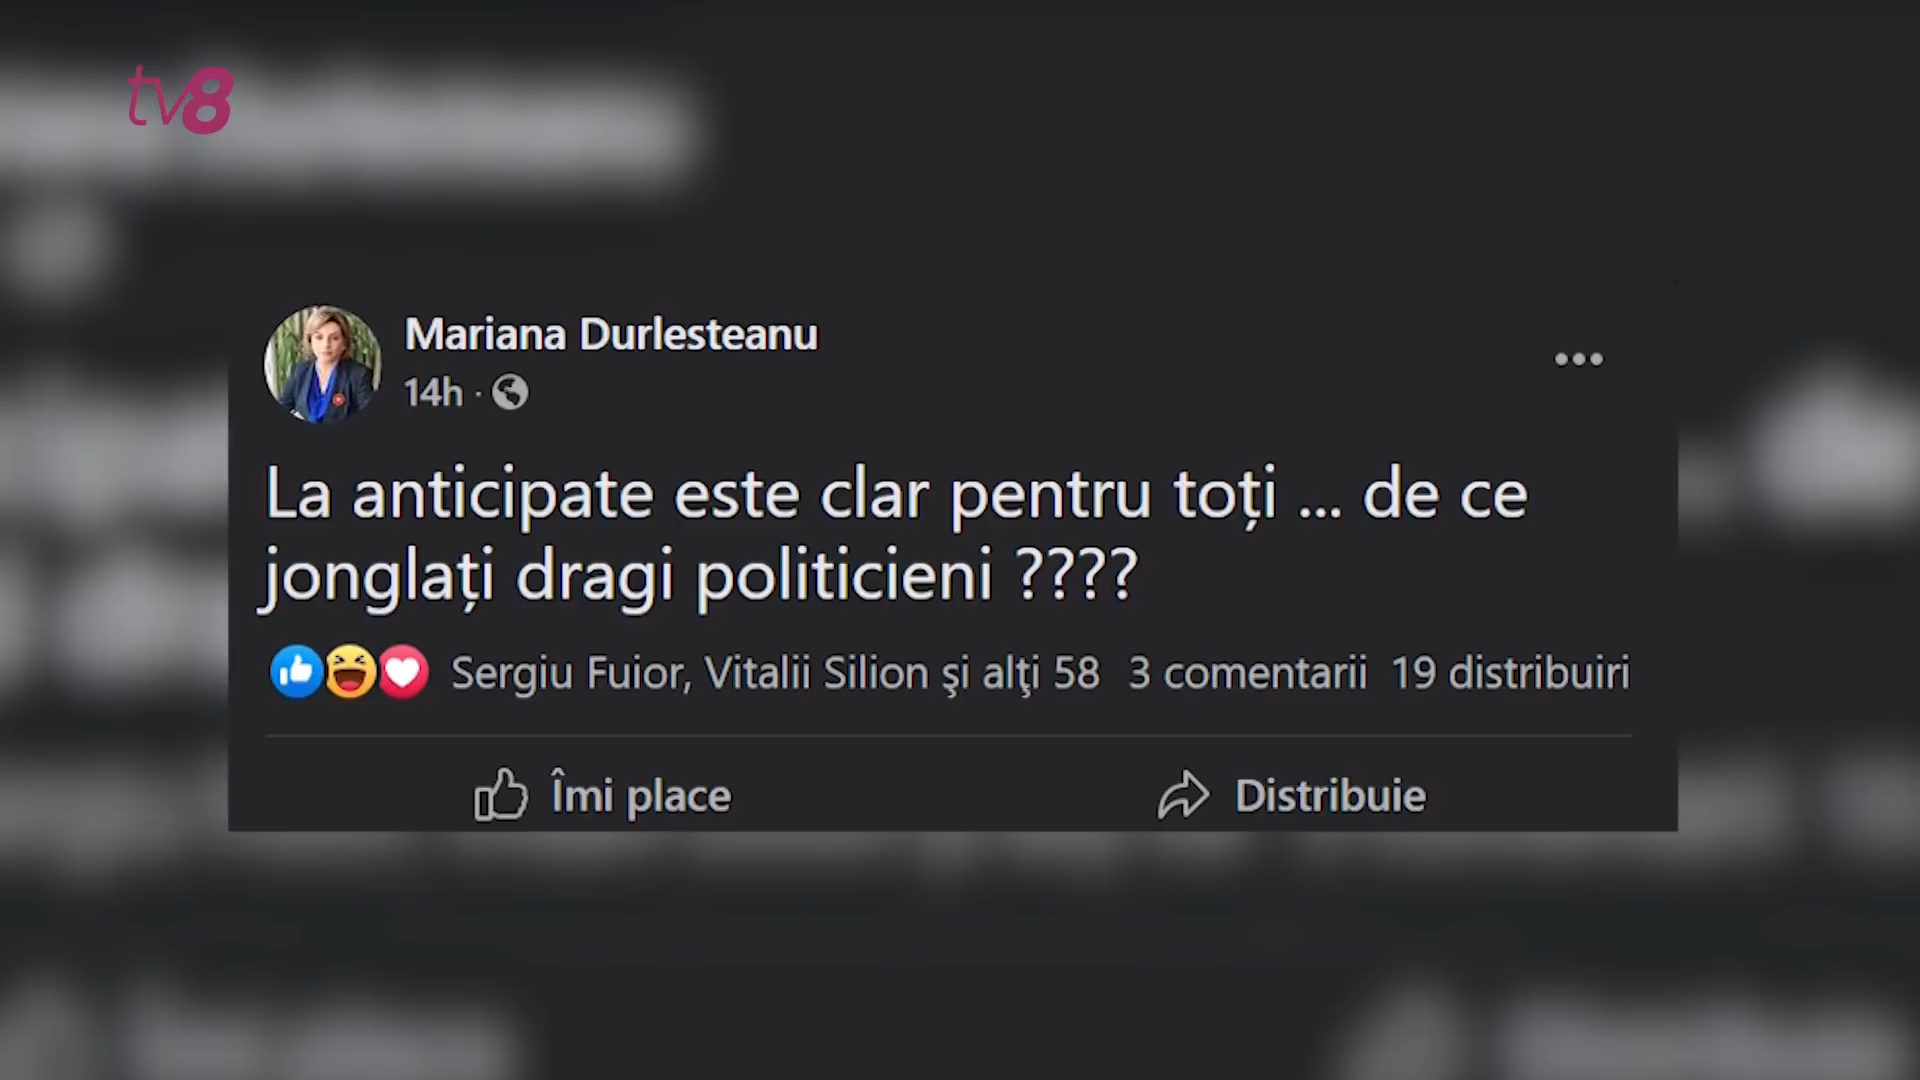 tv8
Mariana Durlesteanu
14h ·
La anticipate este clar pentru toți ... de ce
jonglați dragi politicieni ????
Sergiu Fuior, Vitalii Silion şi alţi 58 3 comentarii 19 distribuiri
Îmi place Distribuie